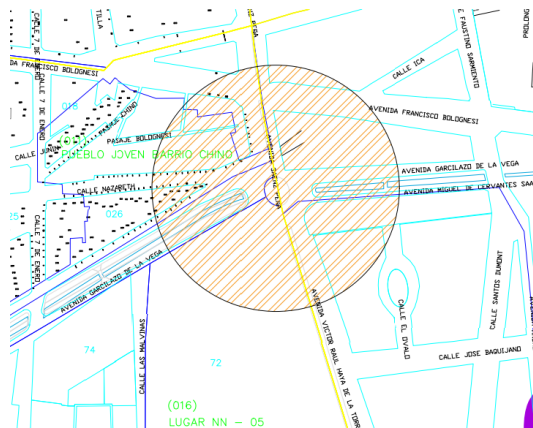 TILLA
CALLE 7 DE ENERO
CALLE 7 DE ENERO
DA FRANCISCO BOLOGNESI
PASAJE CHINO
PASAJE BOLOGNESI
CALLE JUNIN
PUEBLO JOVEN BARRIO CHINO
CALLE NAZARETH
026
CALLE 7 DE ENERO
AVENIDA GARCILAZO DE LA VEGA
74
72
CALLE LAS MALVINAS
(016)
LUGAR NN - 05
CALLE ICA
FAUSTINO SARMIENTO
PROLONG
AVENIDA FRANCISCO BOLOGNESI
AVENIDA GARCILAZO DE LA VEGA
AVENIDA MIGUEL DE CERVANTES SAA
AVENIDA VICTOR RAUL HAYA DE LA TORR
CALLE EL OVALO
CALLE SANTOS DUMONT
CALLE JOSE BAQUIJANO